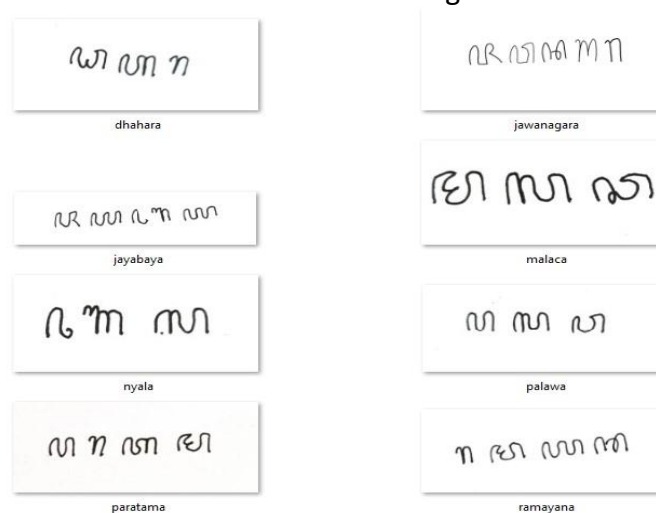 ꦝꦲꦫ
ꦗꦮꦤꦒꦫ
dhahara
jawanagara
ꦩꦭꦕ
ꦗꦪꦧꦪ
jayabaya
malaca
ꦚꦭ
ꦥꦭꦮ
nyala
palawa
ꦥꦫꦠꦩ
ꦫꦩꦪꦤ
paratama
ramayana